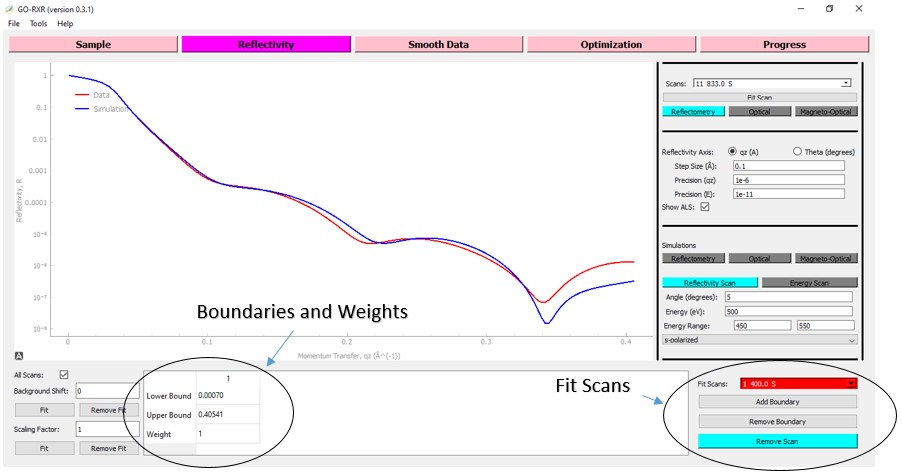 GO-RXR (version 0.3.1)
File Tools Help
Sample Reflectivity Smooth Data Optimization Progress
1
0.1
0.01
0.001
0.0001
10⁻⁵
10⁻⁶
10⁻⁷
10⁻⁸
Reflectivity, R
Data
Simulation
0 0.1 0.2 0.3 0.4
Momentum Transfer, qz (Å^{-1})
A
Scans: 11 833.0 S
Fit Scan
Reflectometry Optical Magneto-Optical
Reflectivity Axis: qz (A) Theta (degrees)
Step Size (Å): 0.1
Precision (qz) 1e-6
Precision (E): 1e-11
Show ALS:
Simulations
Reflectometry Optical Magneto-Optical
Reflectivity Scan Energy Scan
Angle (degrees): 5
Energy (eV): 500
Energy Range: 450 550
s-polarized
Boundaries and Weights
Fit Scans
All Scans:
Background Shift: 0
Fit Remove Fit
Scaling Factor: 1
Fit Remove Fit
1
Lower Bound 0.00070
Upper Bound 0.40541
Weight 1
Fit Scans: 1 400.0 S
Add Boundary
Remove Boundary
Remove Scan